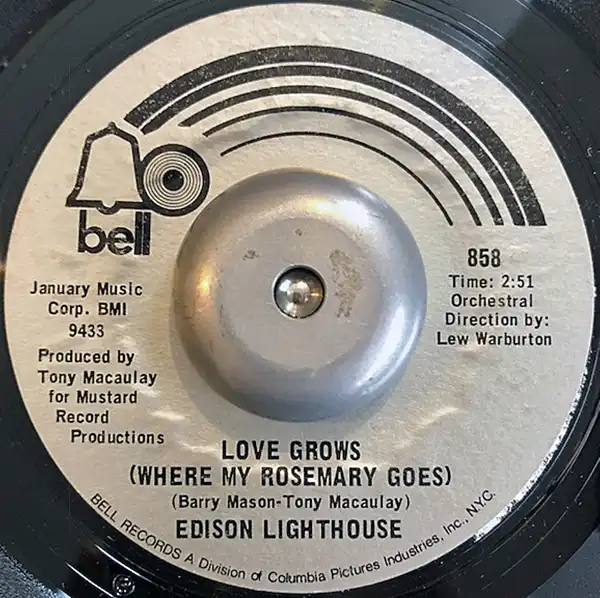 bell
858
January Music
Corp. BMI
9433
Time: 2:51
Orchestral
Direction by:
Lew Warburton
Produced by
Tony Macaulay
for Mustard
Record
Productions
LOVE GROWS
(WHERE MY ROSEMARY GOES)
(Barry Mason-Tony Macaulay)
EDISON LIGHTHOUSE
BELL RECORDS A Division of Columbia Pictures Industries, Inc., N.Y.C.